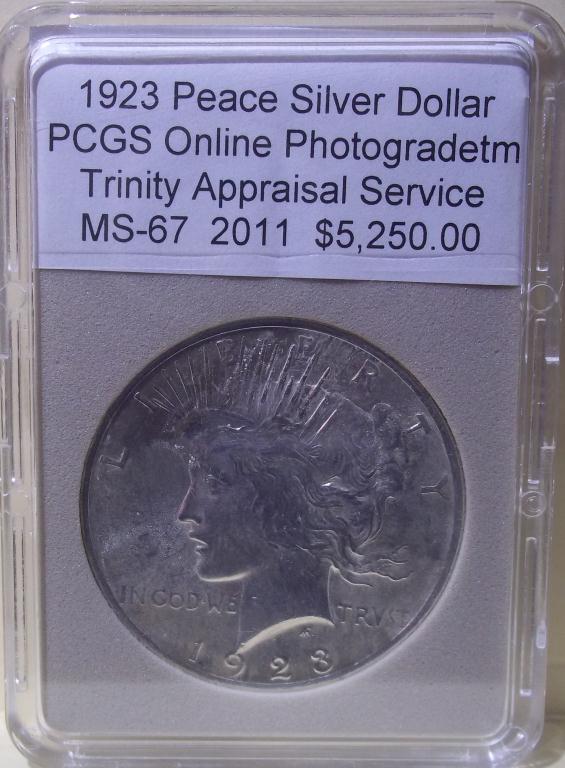 1923 Peace Silver Dollar
PCGS Online Photogradetm
Trinity Appraisal Service
MS-67 2011 $5,250.00
LIBERTY
IN GOD WE TRVST
1923